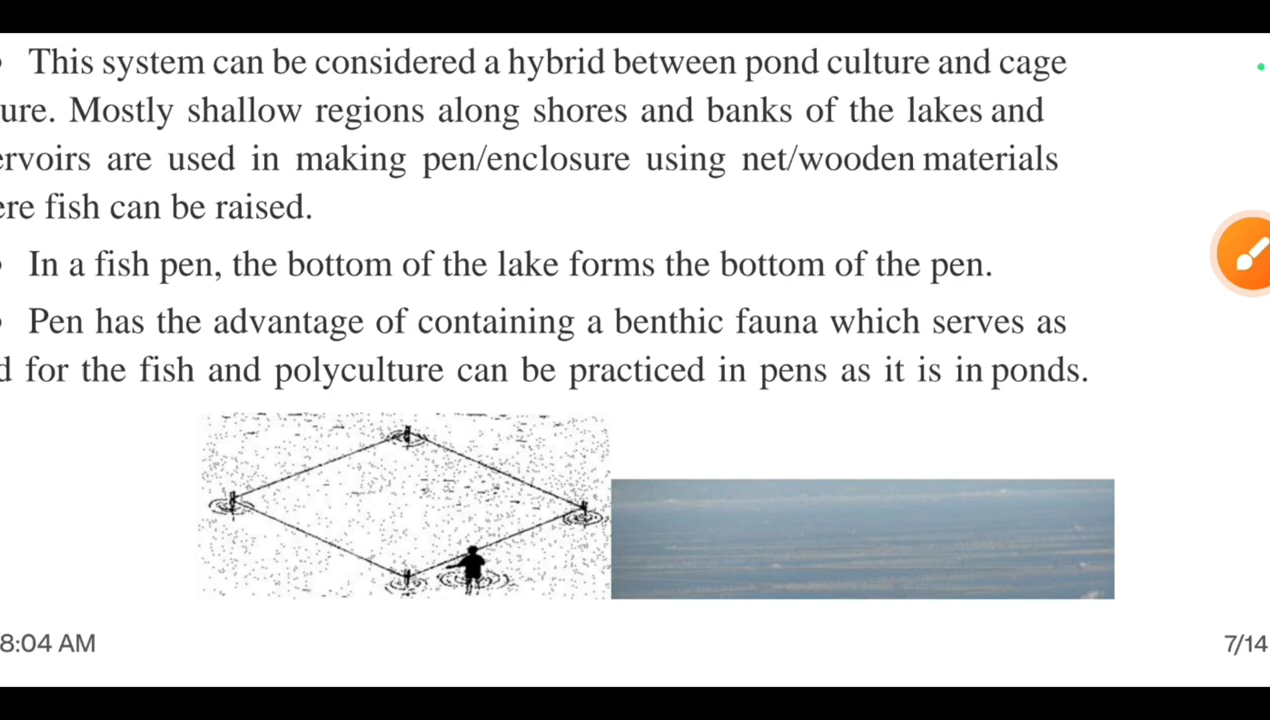 This system can be considered a hybrid between pond culture and cage
ure. Mostly shallow regions along shores and banks of the lakes and
ervoirs are used in making pen/enclosure using net/wooden materials
ere fish can be raised.
In a fish pen, the bottom of the lake forms the bottom of the pen.
Pen has the advantage of containing a benthic fauna which serves as
d for the fish and polyculture can be practiced in pens as it is in ponds.
8:04 AM
7/14